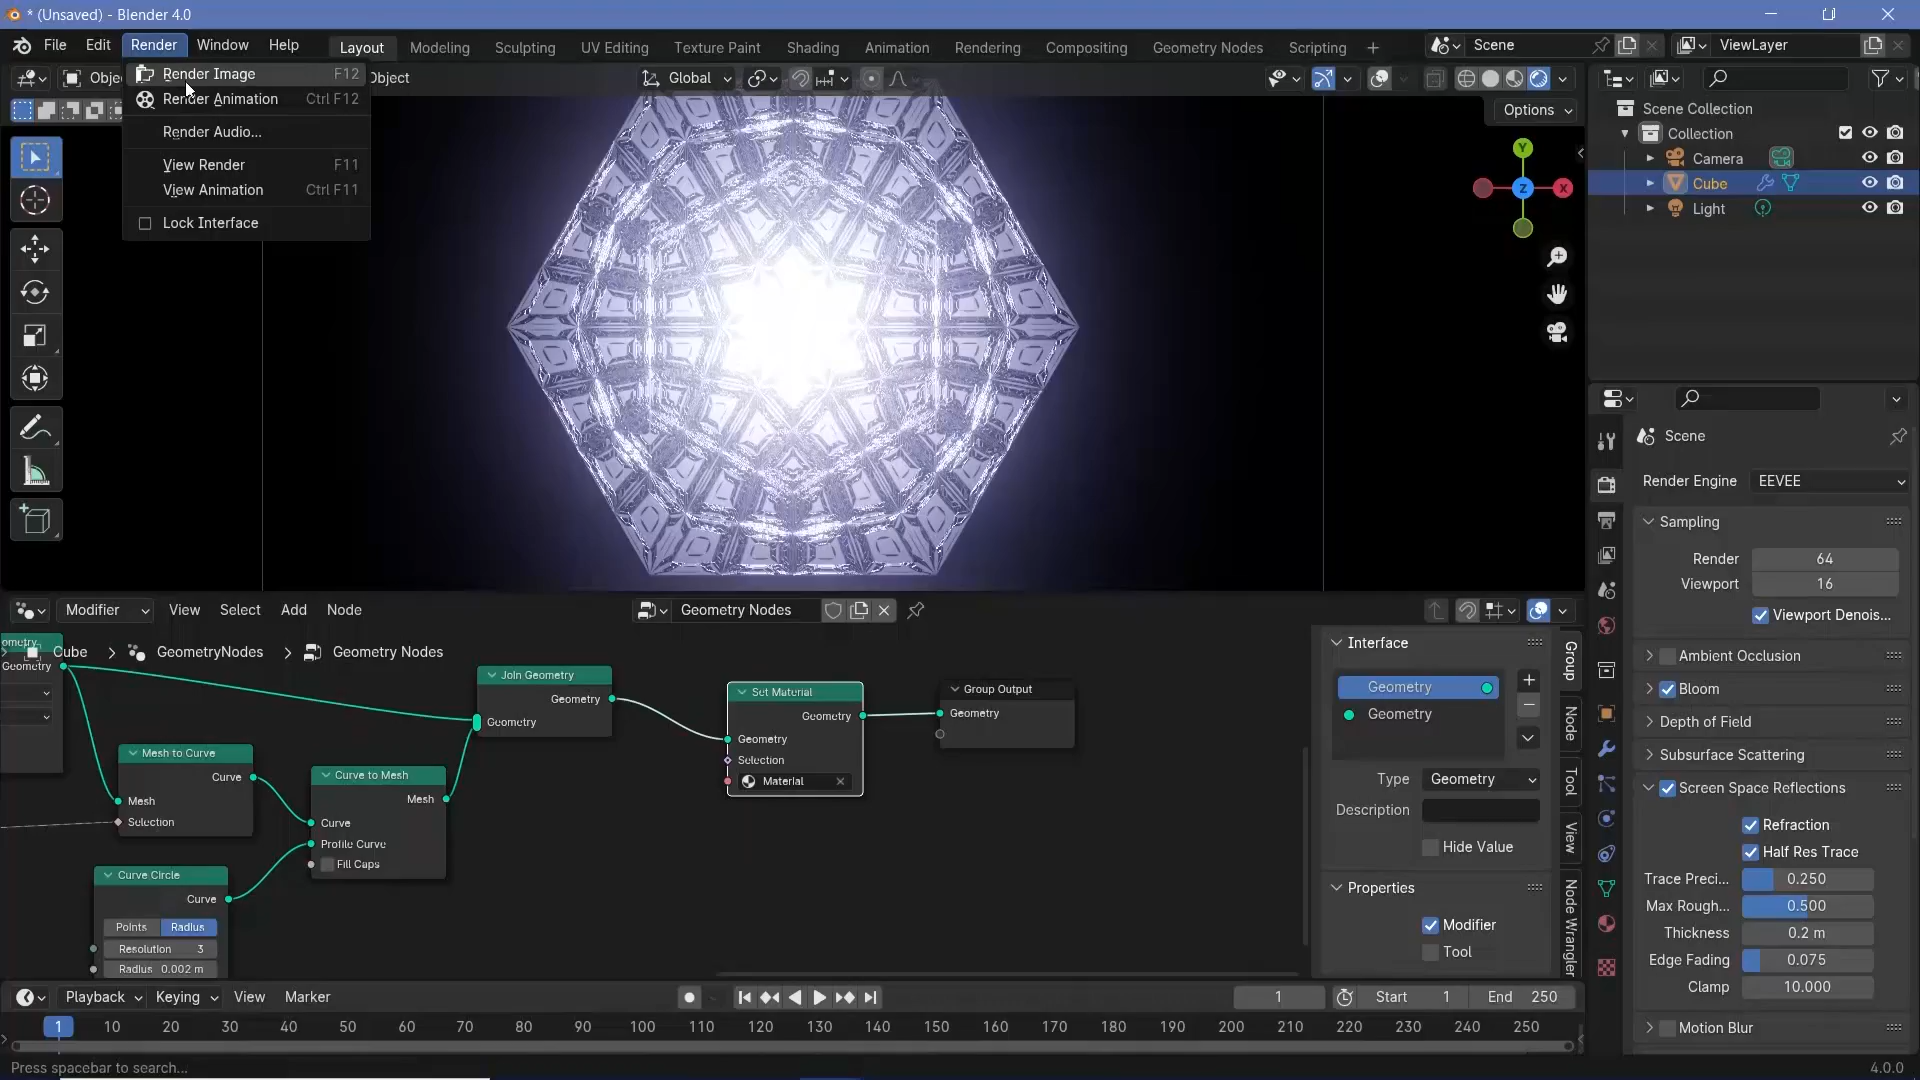 * (Unsaved) - Blender 4.0
File Edit Render Window Help Layout Modeling Sculpting UV Editing Texture Paint Shading Animation Rendering Compositing Geometry Nodes Scripting + Scene ViewLayer
Obje Object Global
Options
Render Image F12
Render Animation Ctrl F12
Render Audio...
View Render F11
View Animation Ctrl F11
Lock Interface
Y
X
Z
Scene Collection
Collection
Camera
Cube
Light
Scene
Render Engine EEVEE
Sampling
Render 64
Viewport 16
Viewport Denois...
Ambient Occlusion
Bloom
Depth of Field
Subsurface Scattering
Screen Space Reflections
Refraction
Half Res Trace
Trace Preci... 0.250
Max Rough... 0.500
Thickness 0.2 m
Edge Fading 0.075
Clamp 10.000
Motion Blur
Modifier View Select Add Node Geometry Nodes
Cube > GeometryNodes > Geometry Nodes
ometry
Geometry
Mesh to Curve
Curve
Mesh
Selection
Curve Circle
Curve
Points Radius
Resolution 3
Radius 0.002 m
Curve to Mesh
Mesh
Curve
Profile Curve
Fill Caps
Join Geometry
Geometry
Geometry
Set Material
Geometry
Geometry
Selection
Material
Group Output
Geometry
Interface
Geometry
Geometry
Type Geometry
Description
Hide Value
Properties
Modifier
Tool
Group
Node
Tool
View
Node Wrangler
Playback Keying View Marker 1 Start 1 End 250
1 10 20 30 40 50 60 70 80 90 100 110 120 130 140 150 160 170 180 190 200 210 220 230 240 250
Press spacebar to search... 4.0.0